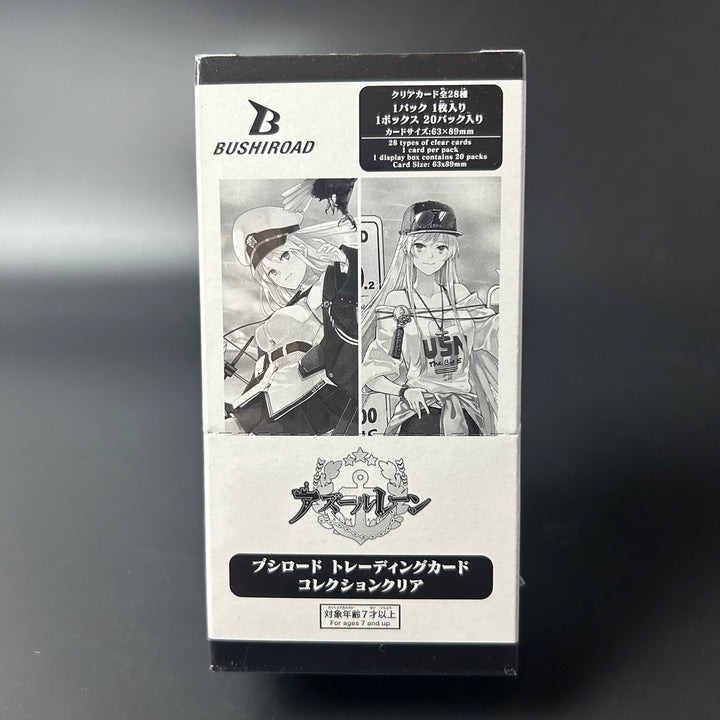 BUSHIROAD
クリアカード全28種
1パック 1枚入り
1ボックス 20パック入り
カードサイズ:63×89mm
28 types of clear cards
1 card per pack
1 display box contains 20 packs
Card Size: 63x89mm
D
.2
USN
The Big E
00
アズールレーン
ブシロード トレーディングカード
コレクションクリア
対象年齢7才以上
For ages 7 and up